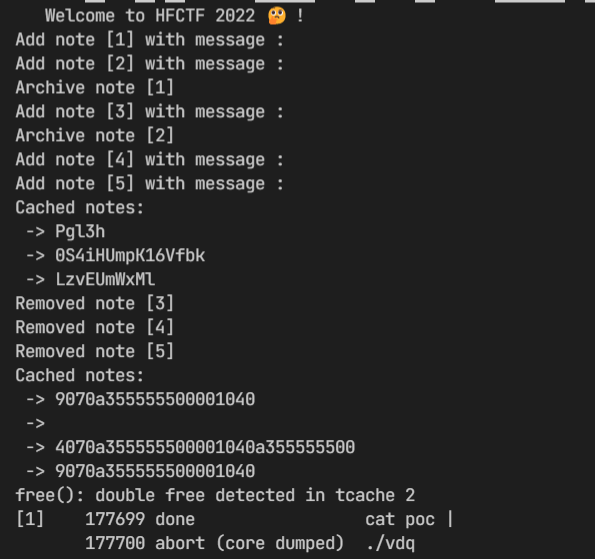 Welcome to HFCTF 2022 🤔 !
Add note [1] with message :
Add note [2] with message :
Archive note [1]
Add note [3] with message :
Archive note [2]
Add note [4] with message :
Add note [5] with message :
Cached notes:
-> Pgl3h
-> 0S4iHUmpK16Vfbk
-> LzvEUmWxMl
Removed note [3]
Removed note [4]
Removed note [5]
Cached notes:
-> 9070a355555500001040
->
-> 4070a355555500001040a355555500
-> 9070a355555500001040
free(): double free detected in tcache 2
[1]    177699 done                 cat poc |
       177700 abort (core dumped)  ./vdq